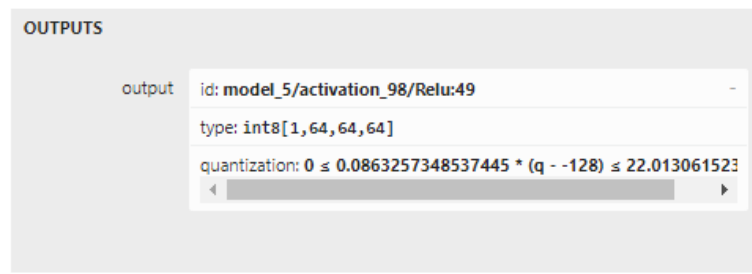 OUTPUTS
output id: model_5/activation_98/Relu:49 -
type: int8[1,64,64,64]
quantization: 0 ≤ 0.0863257348537445 * (q - -128) ≤ 22.013061523